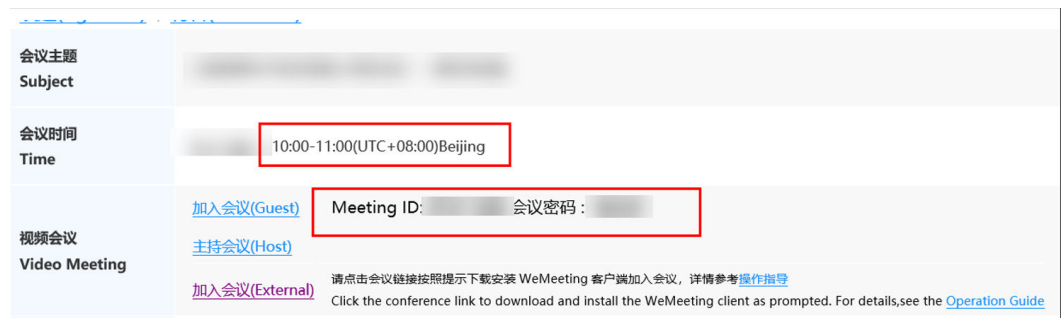 会议主题
Subject
会议时间
Time
10:00-11:00(UTC+08:00)Beijing
视频会议
Video Meeting
加入会议(Guest) Meeting ID: 会议密码：
主持会议(Host)
加入会议(External)
请点击会议链接按照提示下载安装 WeMeeting 客户端加入会议，详情参考操作指导
Click the conference link to download and install the WeMeeting client as prompted. For details,see the Operation Guide